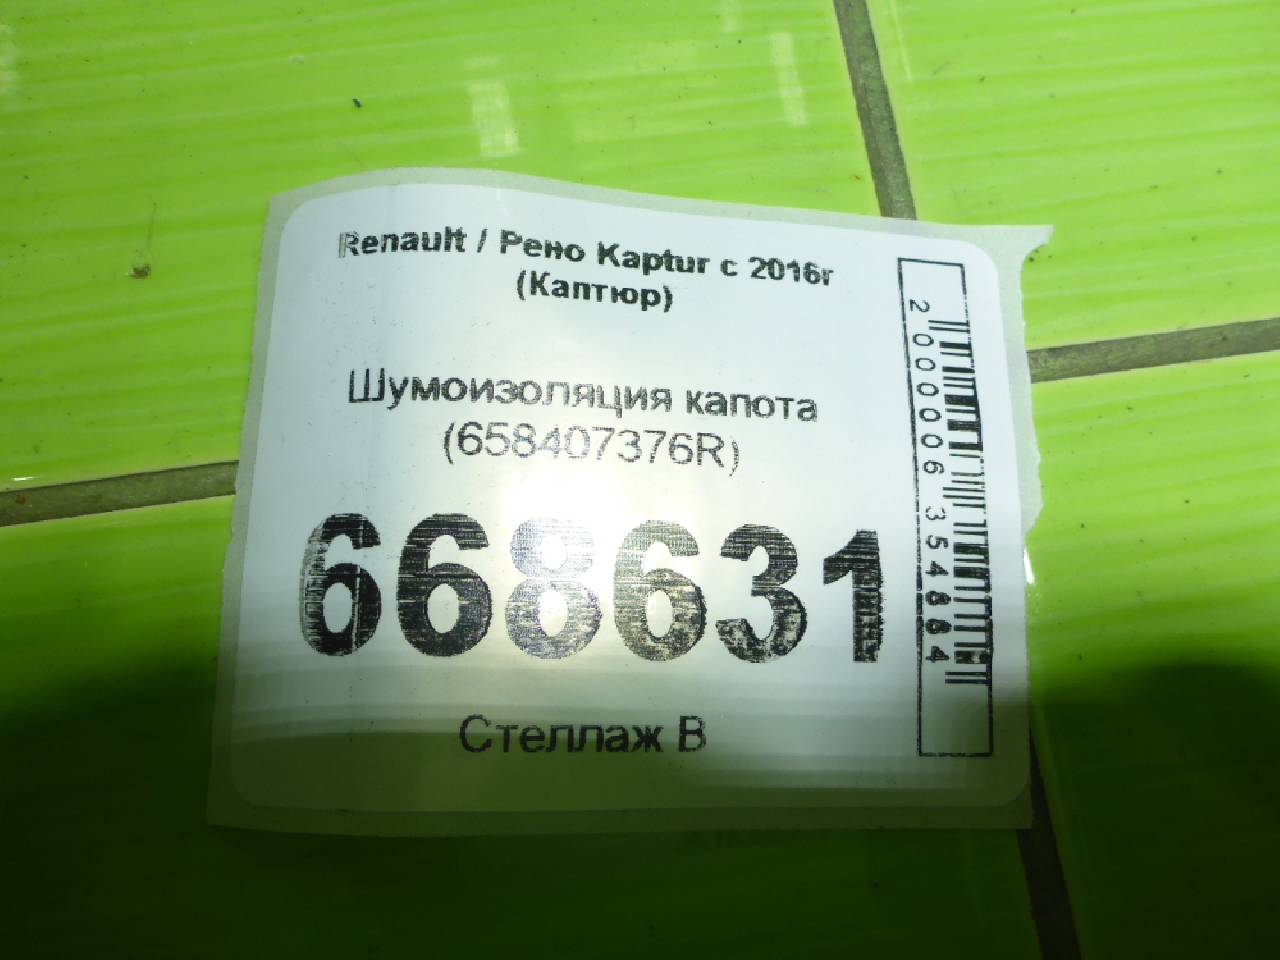 Renault / Рено Kaptur с 2016г
(Каптюр)
Шумоизоляция капота
(658407376R)
668631
Стеллаж В
2000006354884